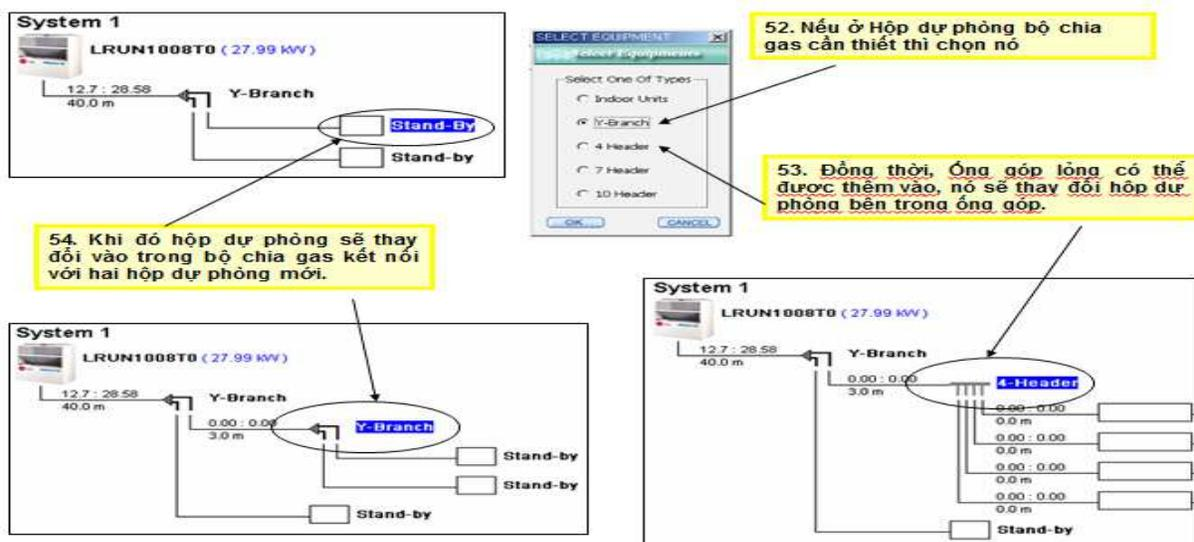 System 1
LRUN1008T0 ( 27.99 kW )
12.7 : 28.58
40.0 m
Y-Branch
Stand-By
Stand-by
SELECT EQUIPMENT
Select Equipments
Select One Of Types
Indoor Units
Y-Branch
4 Header
7 Header
10 Header
OK
CANCEL
52. Nếu ở Hộp dự phòng bộ chia
gas cần thiết thì chọn nó
53. Đồng thời, Ống góp lỏng có thể
được thêm vào, nó sẽ thay đổi hộp dự
phòng bên trong ống góp.
54. Khi đó hộp dự phòng sẽ thay
đổi vào trong bộ chia gas kết nối
với hai hộp dự phòng mới.
System 1
LRUN1008T0 ( 27.99 kW )
12.7 : 28.58
40.0 m
Y-Branch
0.00 : 0.00
3.0 m
Y-Branch
Stand-by
Stand-by
Stand-by
System 1
LRUN1008T0 ( 27.99 kW )
12.7 : 28.58
40.0 m
Y-Branch
0.00 : 0.00
3.0 m
4-Header
0.00 : 0.00
0.0 m
0.00 : 0.00
0.0 m
0.00 : 0.00
0.0 m
0.00 : 0.00
0.0 m
Stand-by